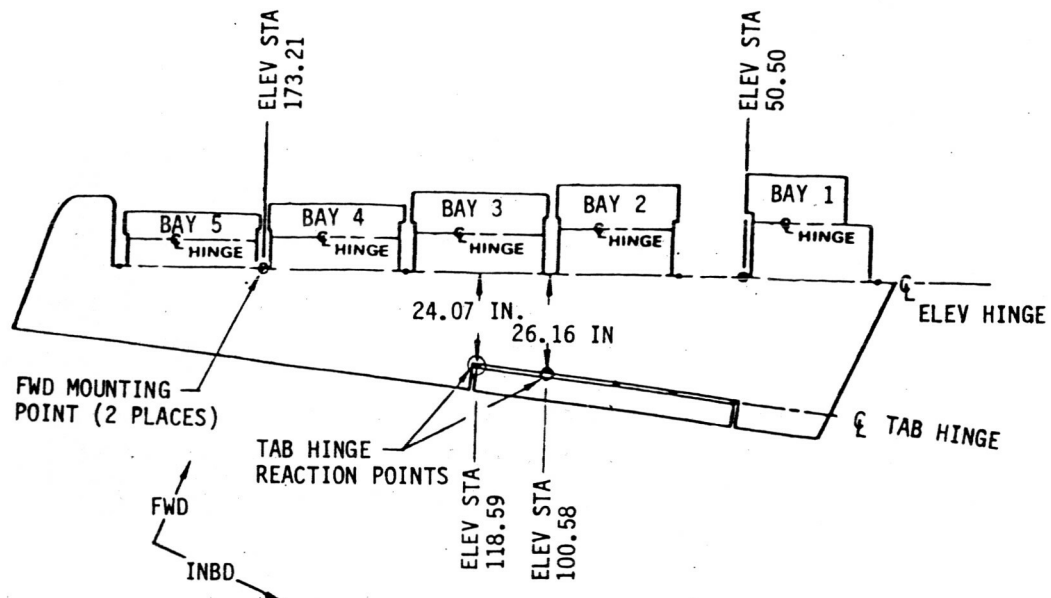 ELEV STA
173.21
ELEV STA
50.50
BAY 5
BAY 4
BAY 3
BAY 2
BAY 1
℄ HINGE
℄ HINGE
℄ HINGE
℄ HINGE
℄ HINGE
℄ ELEV HINGE
24.07 IN.
26.16 IN
FWD MOUNTING
POINT (2 PLACES)
TAB HINGE
REACTION POINTS
℄ TAB HINGE
ELEV STA
118.59
ELEV STA
100.58
FWD
INBD